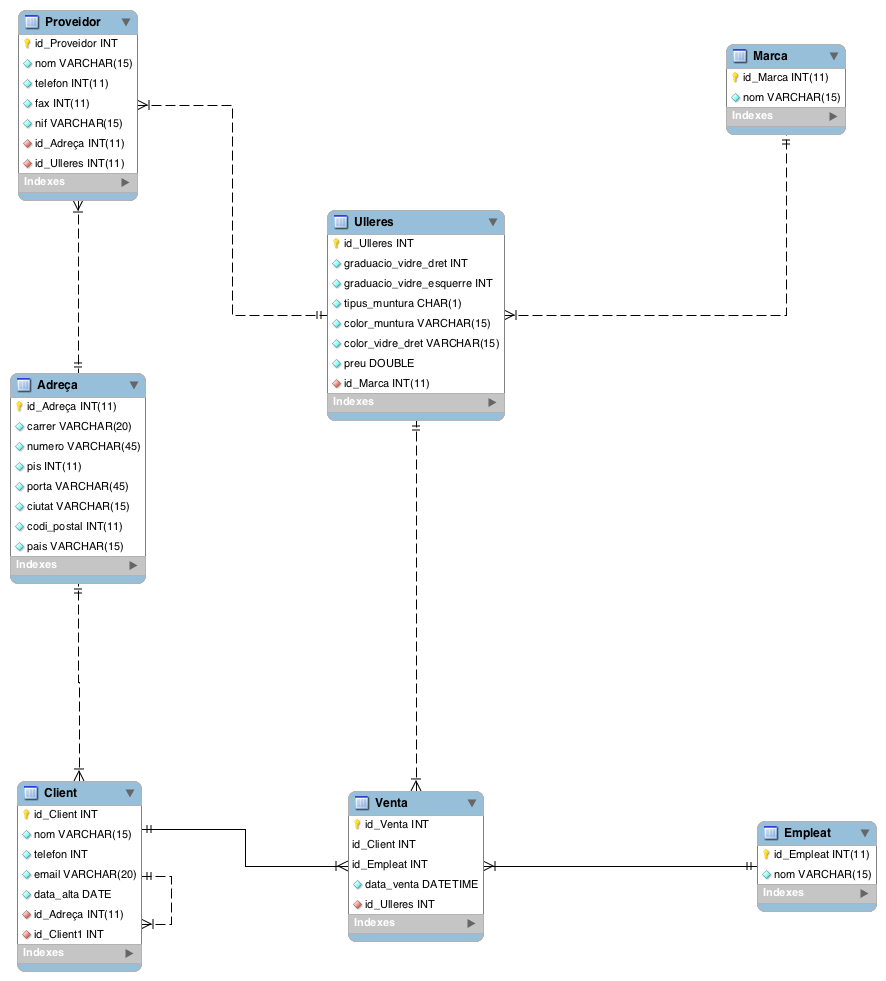 Proveidor
id_Proveidor INT
nom VARCHAR(15)
telefon INT(11)
fax INT(11)
nif VARCHAR(15)
id_Adreça INT(11)
id_Ulleres INT(11)
Indexes
Marca
id_Marca INT(11)
nom VARCHAR(15)
Indexes
Ulleres
id_Ulleres INT
graduacio_vidre_dret INT
graduacio_vidre_esquerre INT
tipus_muntura CHAR(1)
color_muntura VARCHAR(15)
color_vidre_dret VARCHAR(15)
preu DOUBLE
id_Marca INT(11)
Indexes
Adreça
id_Adreça INT(11)
carrer VARCHAR(20)
numero VARCHAR(45)
pis INT(11)
porta VARCHAR(45)
ciutat VARCHAR(15)
codi_postal INT(11)
pais VARCHAR(15)
Indexes
Client
id_Client INT
nom VARCHAR(15)
telefon INT
email VARCHAR(20)
data_alta DATE
id_Adreça INT(11)
id_Client1 INT
Indexes
Venta
id_Venta INT
id_Client INT
id_Empleat INT
data_venta DATETIME
id_Ulleres INT
Indexes
Empleat
id_Empleat INT(11)
nom VARCHAR(15)
Indexes